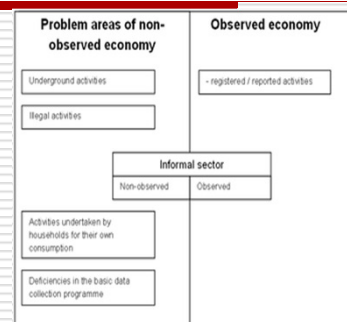 Problem areas of non-
observed economy
Observed economy
Underground activities
- registered / reported activities
Illegal activities
Informal sector
Non-observed
Observed
Activities undertaken by
households for their own
consumption
Deficiencies in the basic data
collection programme